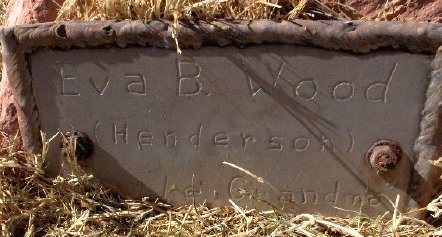 Eva B. Wood
(Henderson)
Grandma